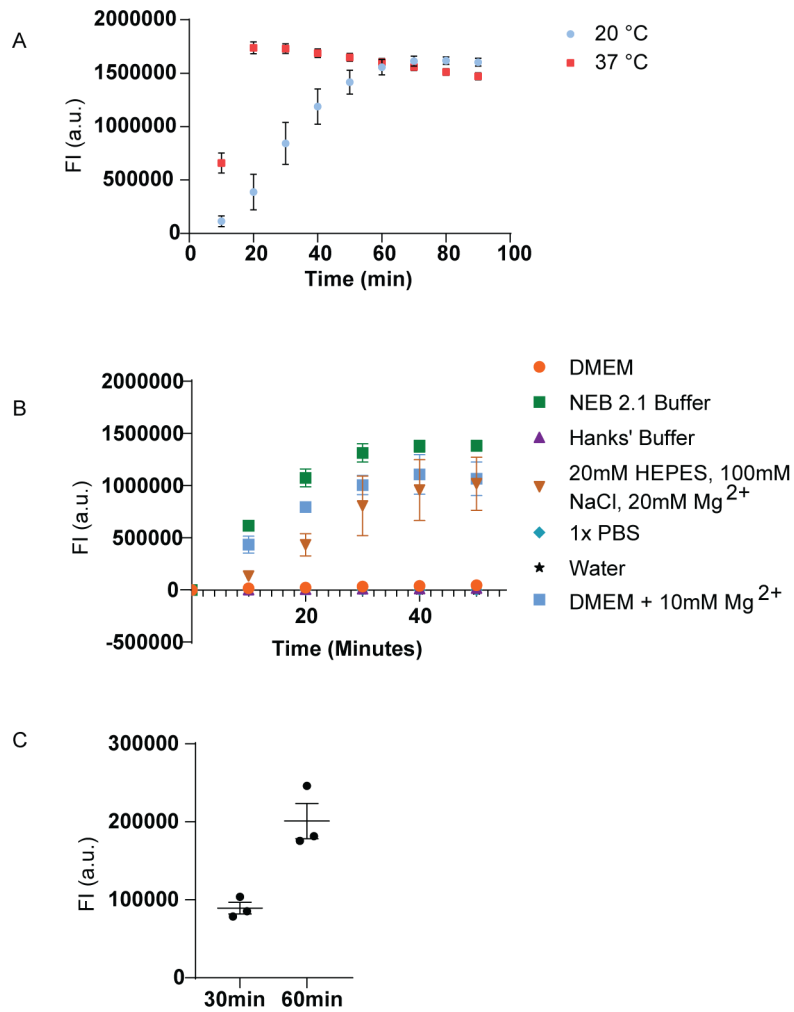 A
2000000
1500000
1000000
500000
0
FI (a.u.)
0 20 40 60 80 100
Time (min)
20 °C
37 °C
B
2000000
1500000
1000000
500000
0
-500000
FI (a.u.)
20 40
Time (Minutes)
DMEM
NEB 2.1 Buffer
Hanks' Buffer
20mM HEPES, 100mM
NaCl, 20mM Mg2+
1x PBS
Water
DMEM + 10mM Mg2+
C
300000
200000
100000
0
FI (a.u.)
30min 60min